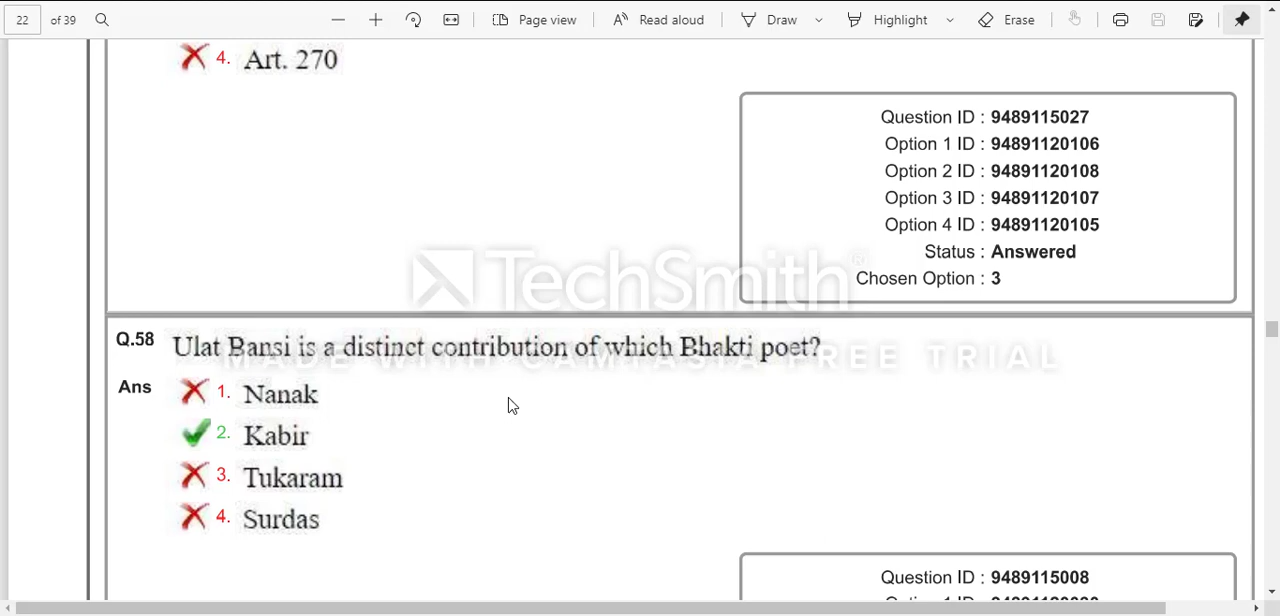 22 of 39 Page view Read aloud Draw Highlight Erase
4. Art. 270
Question ID : 9489115027
Option 1 ID : 94891120106
Option 2 ID : 94891120108
Option 3 ID : 94891120107
Option 4 ID : 94891120105
Status : Answered
Chosen Option : 3
TechSmith®
MADE WITH CAMTASIA FREE TRIAL
Q.58 Ulat Bansi is a distinct contribution of which Bhakti poet?
Ans 1. Nanak
2. Kabir
3. Tukaram
4. Surdas
Question ID : 9489115008